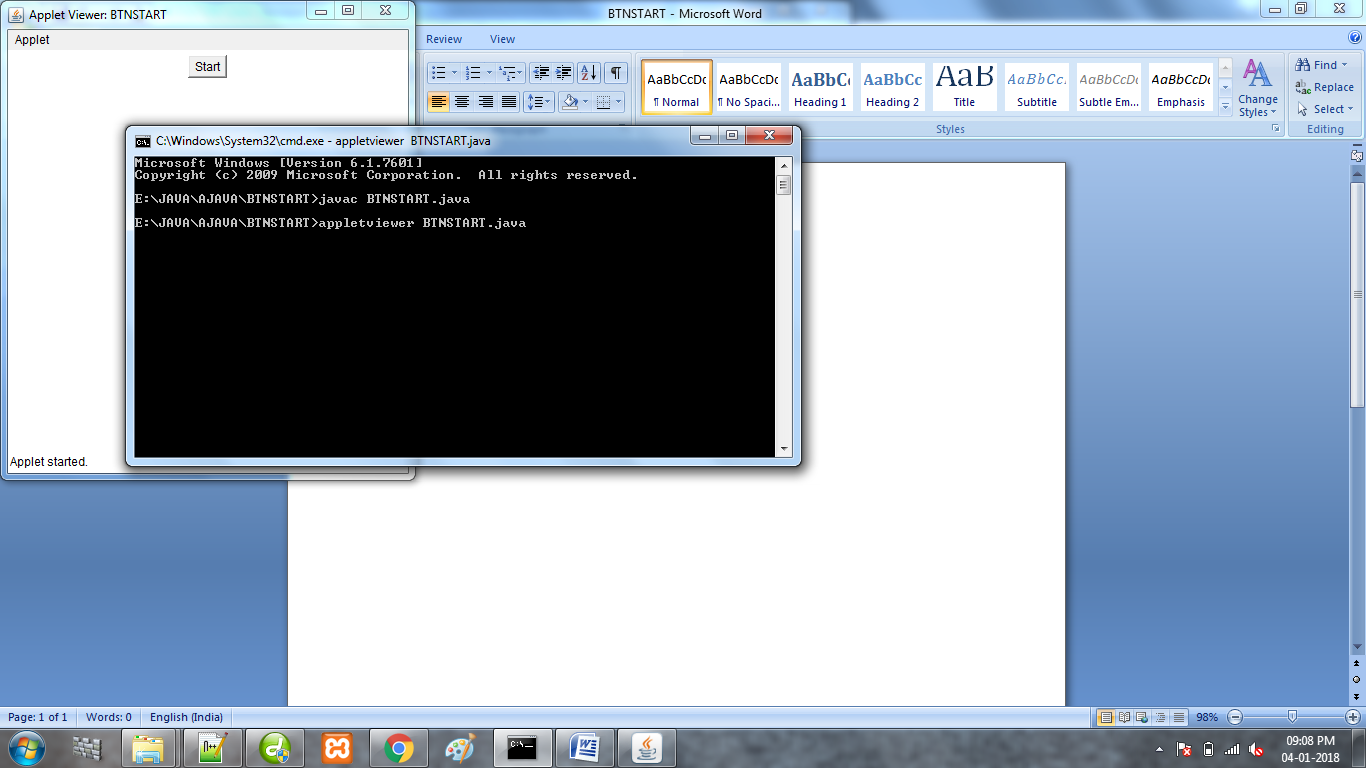 Applet Viewer: BTNSTART
Applet
Start
Applet started.
BTNSTART - Microsoft Word
Review View
AaBbCcDc AaBbCcDc AaBbCc AaBbCc AaB AaBbCcI AaBbCcDc AaBbCcDc
¶ Normal ¶ No Spaci... Heading 1 Heading 2 Title Subtitle Subtle Em... Emphasis
Change
Styles
Styles
Find
Replace
Select
Editing
C:\Windows\System32\cmd.exe - appletviewer BTNSTART.java
Microsoft Windows [Version 6.1.7601]
Copyright (c) 2009 Microsoft Corporation. All rights reserved.
E:\JAVA\AJAVA\BTNSTART>javac BTNSTART.java
E:\JAVA\AJAVA\BTNSTART>appletviewer BTNSTART.java
Page: 1 of 1 Words: 0 English (India) 98%
09:08 PM
04-01-2018